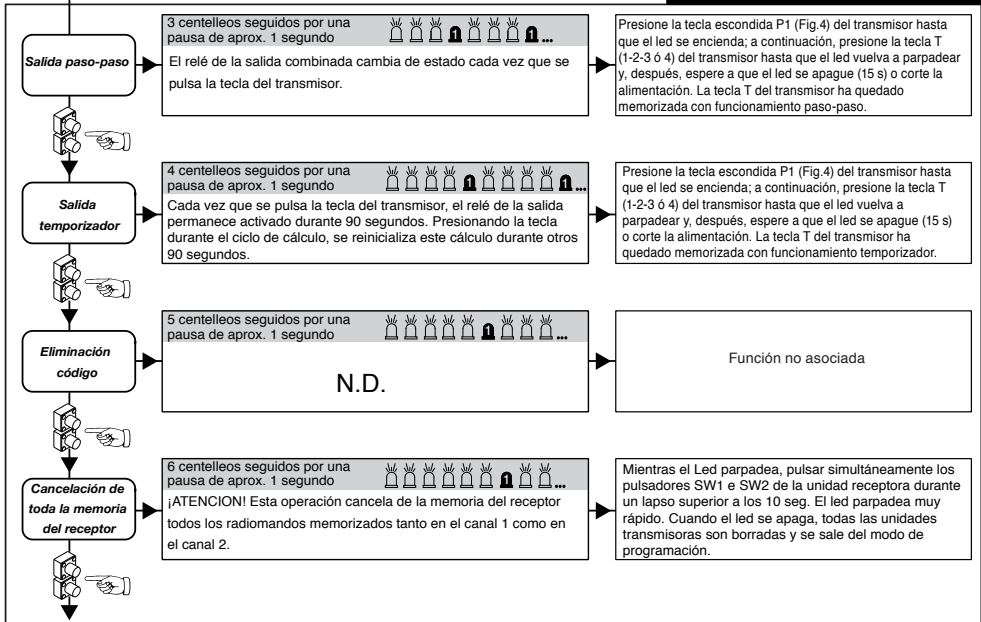 3 centelleos seguidos por una
pausa de aprox. 1 segundo
1 1...
Salida paso-paso
El relé de la salida combinada cambia de estado cada vez que se
pulsa la tecla del transmisor.
Presione la tecla escondida P1 (Fig.4) del transmisor hasta
que el led se encienda; a continuación, presione la tecla T
(1-2-3 ó 4) del transmisor hasta que el led vuelva a parpadear
y, después, espere a que el led se apague (15 s) o corte la
alimentación. La tecla T del transmisor ha quedado
memorizada con funcionamiento paso-paso.
4 centelleos seguidos por una
pausa de aprox. 1 segundo
1 1...
Salida
temporizador
Cada vez que se pulsa la tecla del transmisor, el relé de la salida
permanece activado durante 90 segundos. Presionando la tecla
durante el ciclo de cálculo, se reinicializa este cálculo durante otros
90 segundos.
Presione la tecla escondida P1 (Fig.4) del transmisor hasta
que el led se encienda; a continuación, presione la tecla T
(1-2-3 ó 4) del transmisor hasta que el led vuelva a
parpadear y, después, espere a que el led se apague (15 s)
o corte la alimentación. La tecla T del transmisor ha
quedado memorizada con funcionamiento temporizador.
5 centelleos seguidos por una
pausa de aprox. 1 segundo
1 ...
Eliminación
código
N.D.
Función no asociada
6 centelleos seguidos por una
pausa de aprox. 1 segundo
1 ...
Cancelación de
toda la memoria
del receptor
¡ATENCION! Esta operación cancela de la memoria del receptor
todos los radiomandos memorizados tanto en el canal 1 como en
el canal 2.
Mientras el Led parpadea, pulsar simultáneamente los
pulsadores SW1 e SW2 de la unidad receptora durante
un lapso superior a los 10 seg. El led parpadea muy
rápido. Cuando el led se apaga, todas las unidades
transmisoras son borradas y se sale del modo de
programación.